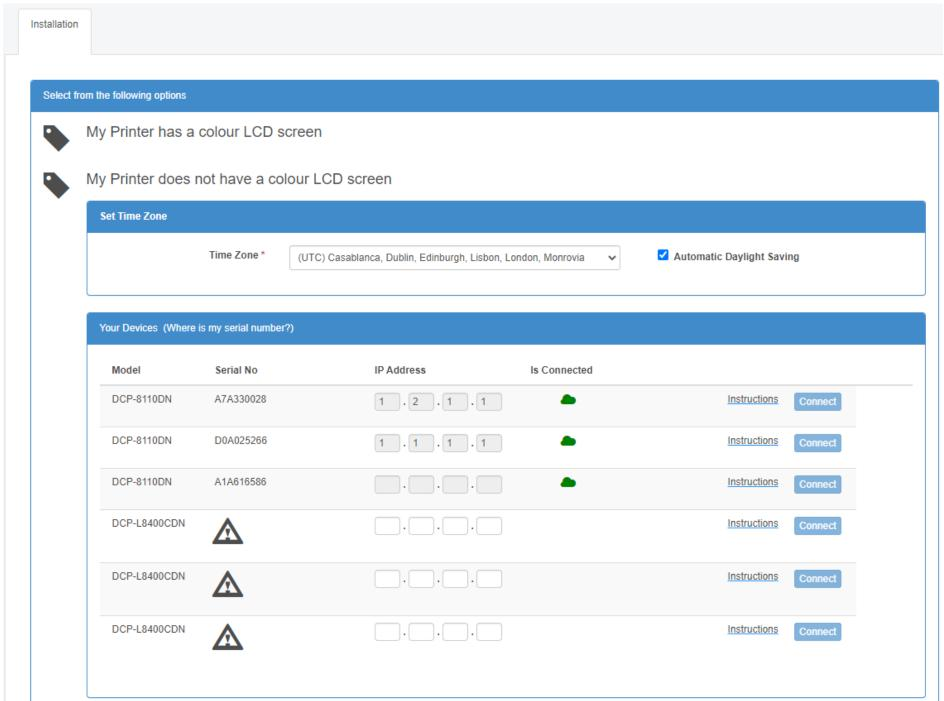 Installation
Select from the following options
My Printer has a colour LCD screen
My Printer does not have a colour LCD screen
Set Time Zone
Time Zone * (UTC) Casablanca, Dublin, Edinburgh, Lisbon, London, Monrovia Automatic Daylight Saving
Your Devices (Where is my serial number?)
Model Serial No IP Address Is Connected
DCP-8110DN A7A330028 1 . 2 . 1 . 1 Instructions Connect
DCP-8110DN D0A025266 1 . 1 . 1 . 1 Instructions Connect
DCP-8110DN A1A616586 . . . Instructions Connect
DCP-L8400CDN . . . Instructions Connect
DCP-L8400CDN . . . Instructions Connect
DCP-L8400CDN . . . Instructions Connect